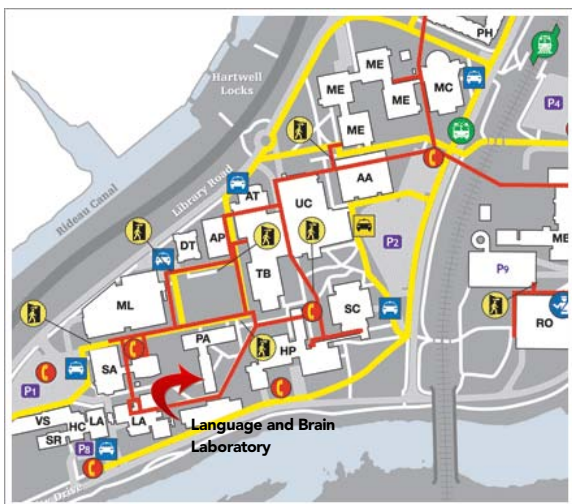 PH
Hartwell
Locks
ME
ME
MC
ME
ME
P4
ME
Rideau Canal
Library Road
AA
AT
UC
AP
DT
P2
TB
P9
ML
SC
RO
PA
HP
SA
P1
VS
HC
LA
LA
SR
P8
Language and Brain
Laboratory
Drive